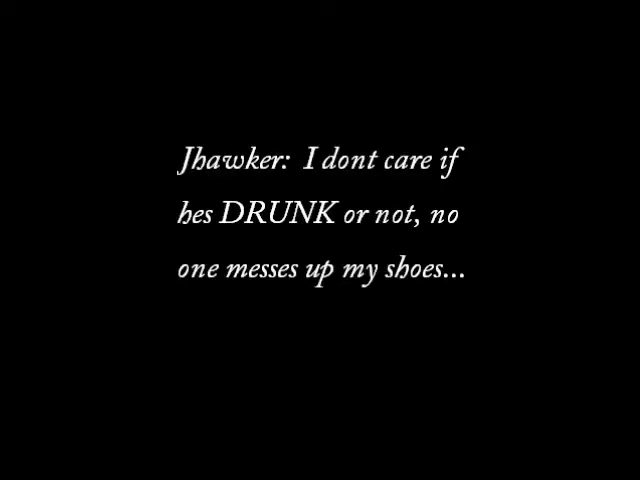 Jhawker: I dont care if
hes DRUNK or not, no
one messes up my shoes...